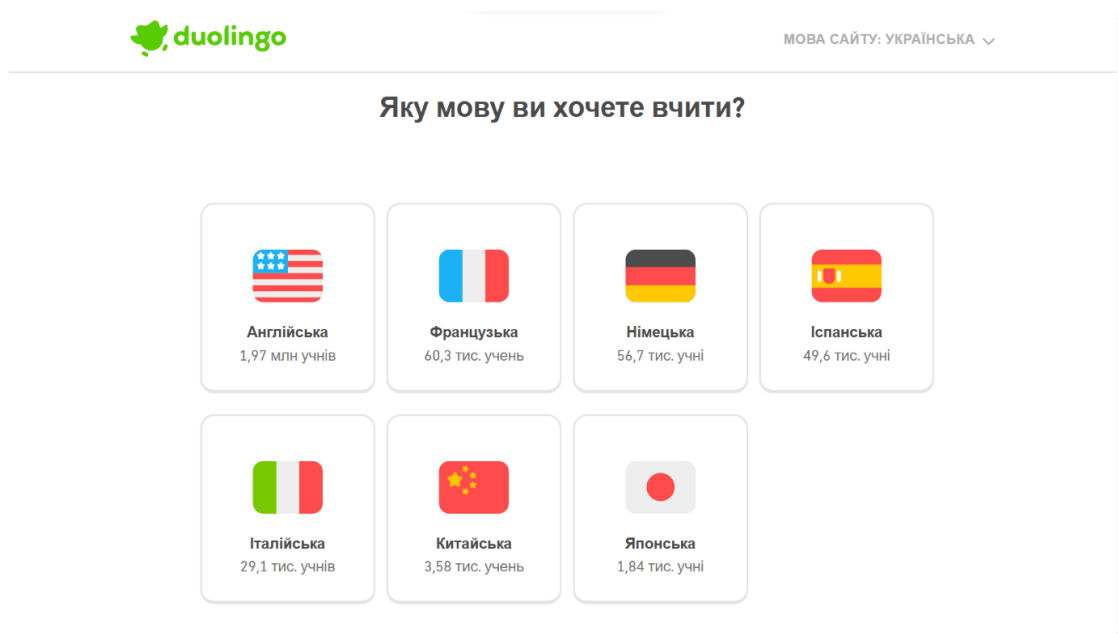 duolingo
МОВА САЙТУ: УКРАЇНСЬКА
Яку мову ви хочете вчити?
Англійська
1,97 млн учнів
Французька
60,3 тис. учень
Німецька
56,7 тис. учні
Іспанська
49,6 тис. учні
Італійська
29,1 тис. учнів
Китайська
3,58 тис. учень
Японська
1,84 тис. учні